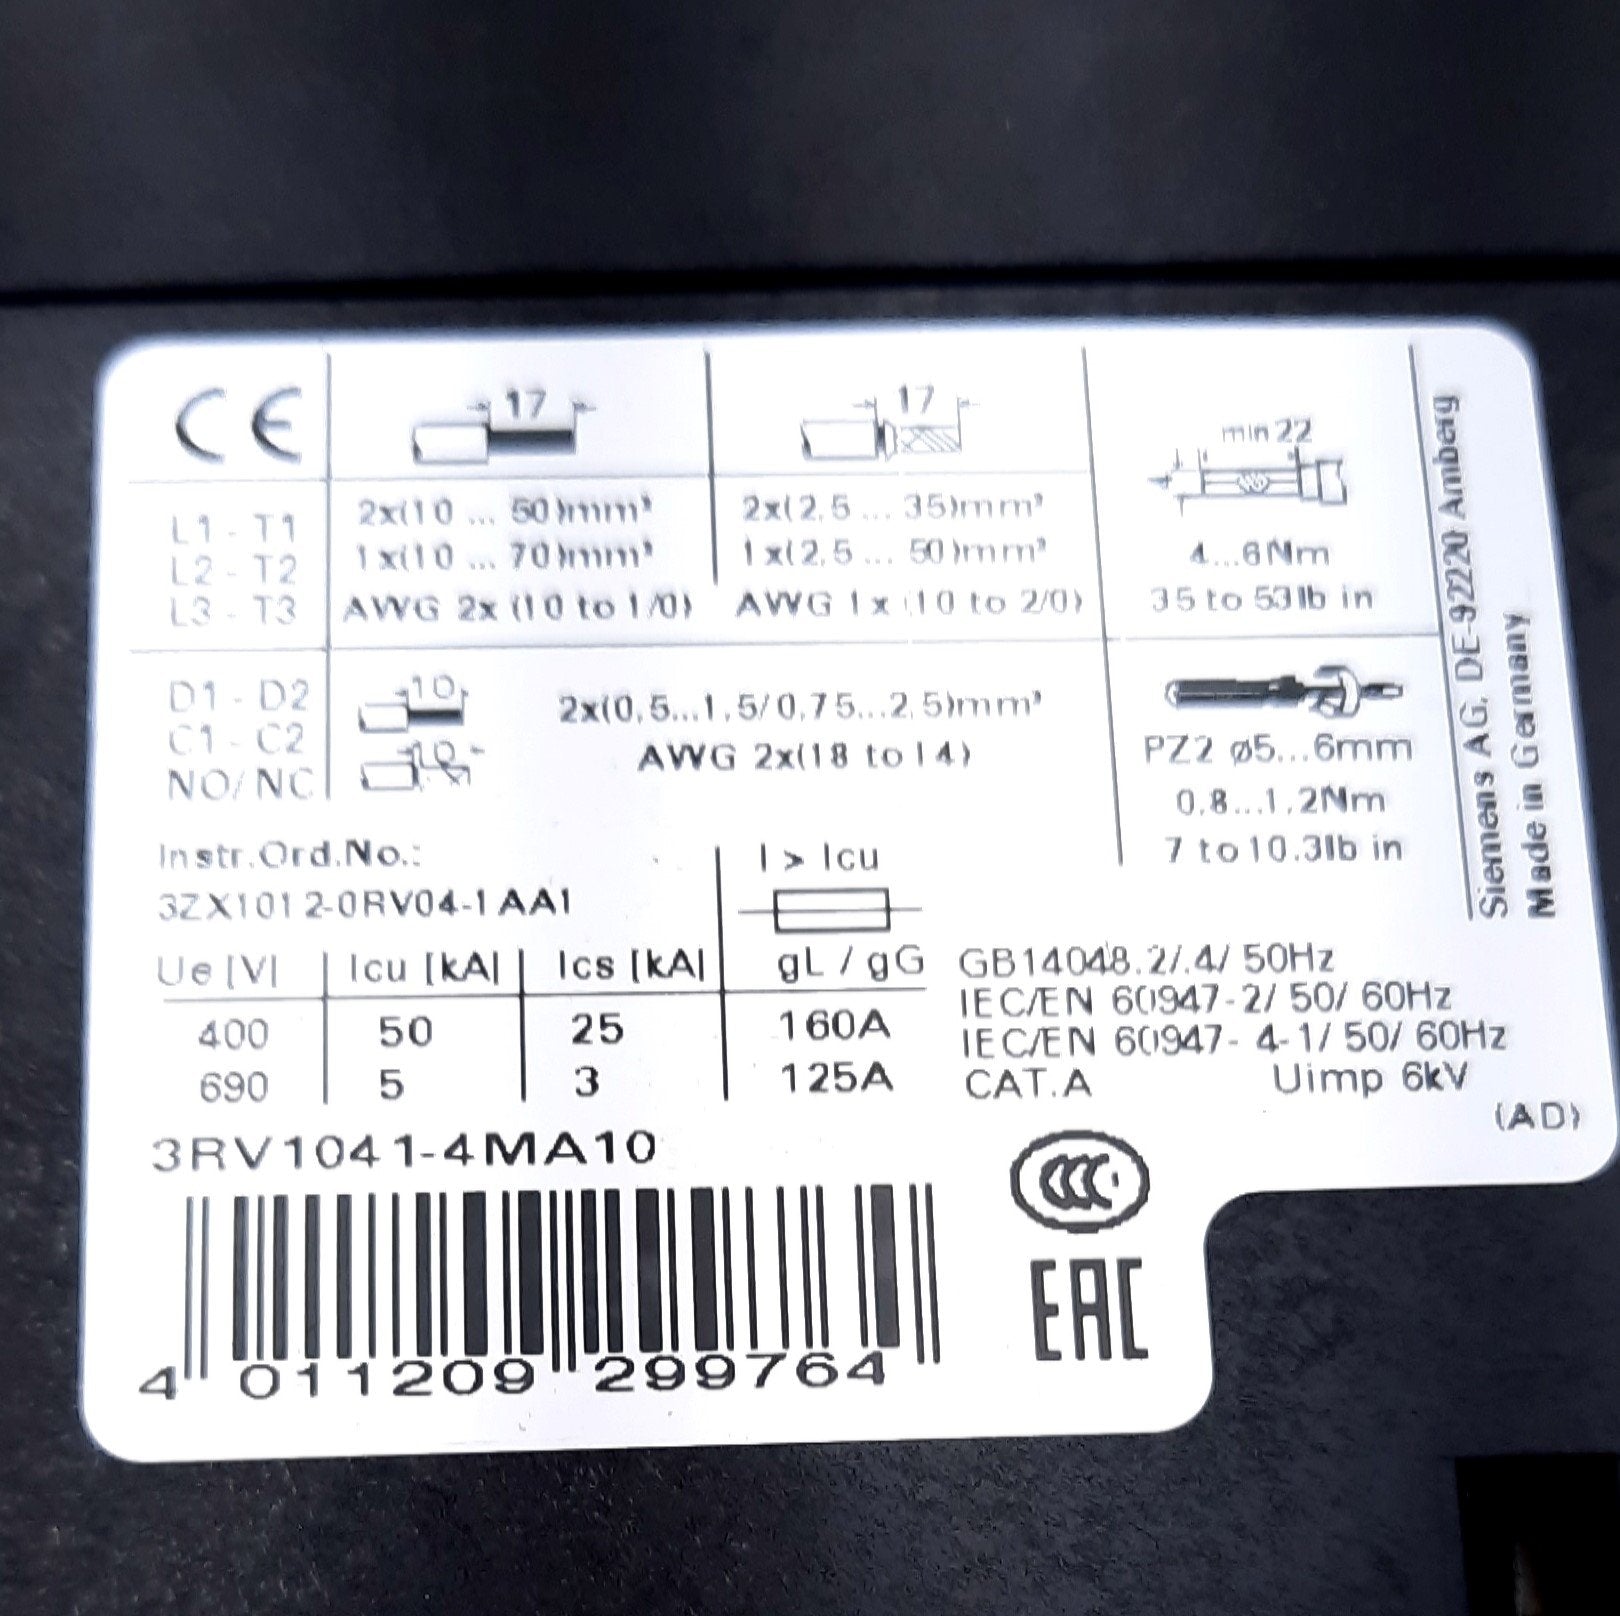 CE
17
17
min 22
L1 - T1
L2 - T2
L3 - T3
2x(10 ... 50)mm²
1x(10 ... 70)mm²
AWG 2x (10 to 1/0)
2x(2,5 ... 35)mm²
1x(2,5 ... 50)mm²
AWG 1x (10 to 2/0)
4...6Nm
35 to 53lb in
D1 - D2
C1 - C2
NO/NC
10
10
2x(0,5...1,5/0,75...2,5)mm²
AWG 2x(18 to 14)
PZ2 ø5...6mm
0,8...1,2Nm
7 to 10.3lb in
Siemens AG, DE-92220 Amberg
Made in Germany
Instr.Ord.No.:
3ZX1012-0RV04-1AA1
I > Icu
Ue [V] Icu [kA] Ics [kA] gL / gG
400 50 25 160A
690 5 3 125A
GB14048.2/.4/ 50Hz
IEC/EN 60947-2/ 50/ 60Hz
IEC/EN 60947- 4-1/ 50/ 60Hz
CAT.A Uimp 6kV
(AD)
3RV1041-4MA10
CCC
EAC
4 011209 299764